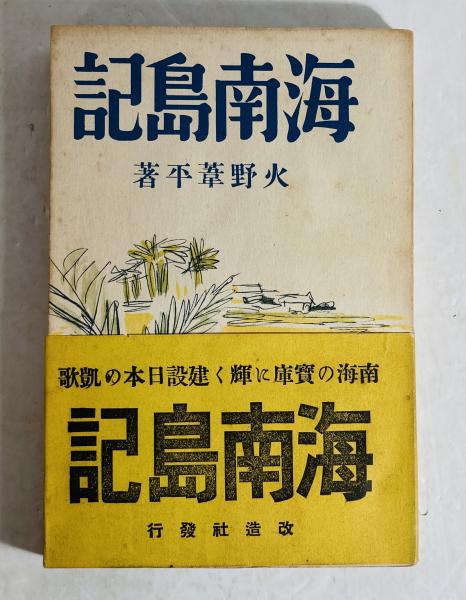 海南島記
火野葦平著
南海の寶庫に輝く建設日本の凱歌
海南島記
改造社發行